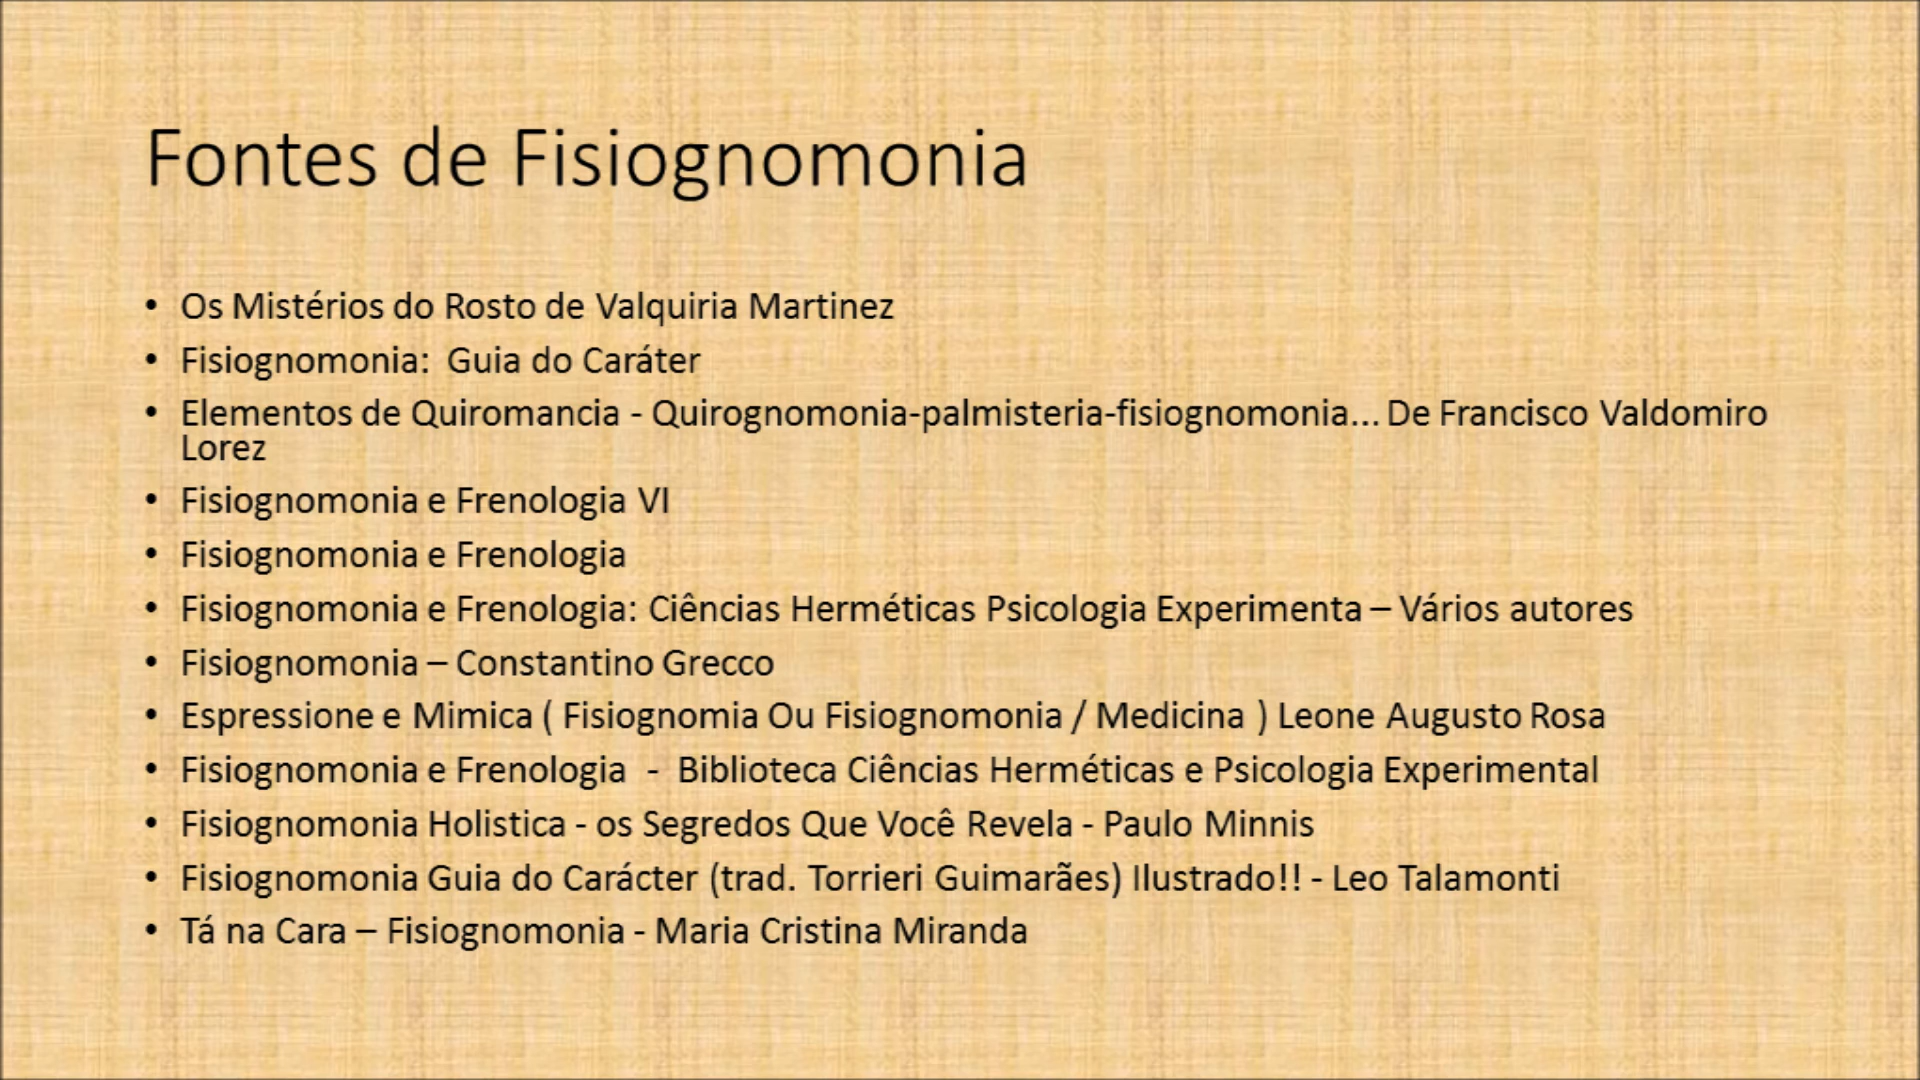 Fontes de Fisiognomonia
• Os Mistérios do Rosto de Valquiria Martinez
• Fisiognomonia: Guia do Caráter
• Elementos de Quiromancia - Quirognomonia-palmisteria-fisiognomonia... De Francisco Valdomiro
Lorez
• Fisiognomonia e Frenologia VI
• Fisiognomonia e Frenologia
• Fisiognomonia e Frenologia: Ciências Herméticas Psicologia Experimenta – Vários autores
• Fisiognomonia – Constantino Grecco
• Espressione e Mimica ( Fisiognomia Ou Fisiognomonia / Medicina ) Leone Augusto Rosa
• Fisiognomonia e Frenologia - Biblioteca Ciências Herméticas e Psicologia Experimental
• Fisiognomonia Holistica - os Segredos Que Você Revela - Paulo Minnis
• Fisiognomonia Guia do Carácter (trad. Torrieri Guimarães) Ilustrado!! - Leo Talamonti
• Tá na Cara – Fisiognomonia - Maria Cristina Miranda